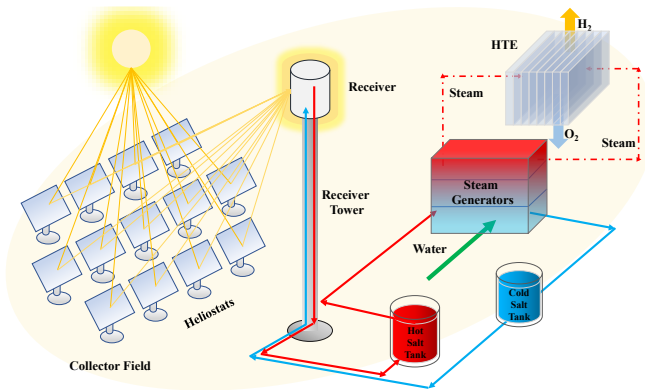 H2
HTE
Receiver
Steam
O2
Steam
Steam
Generators
Receiver
Tower
Water
Heliostats
Cold
Salt
Tank
Hot
Salt
Tank
Collector Field